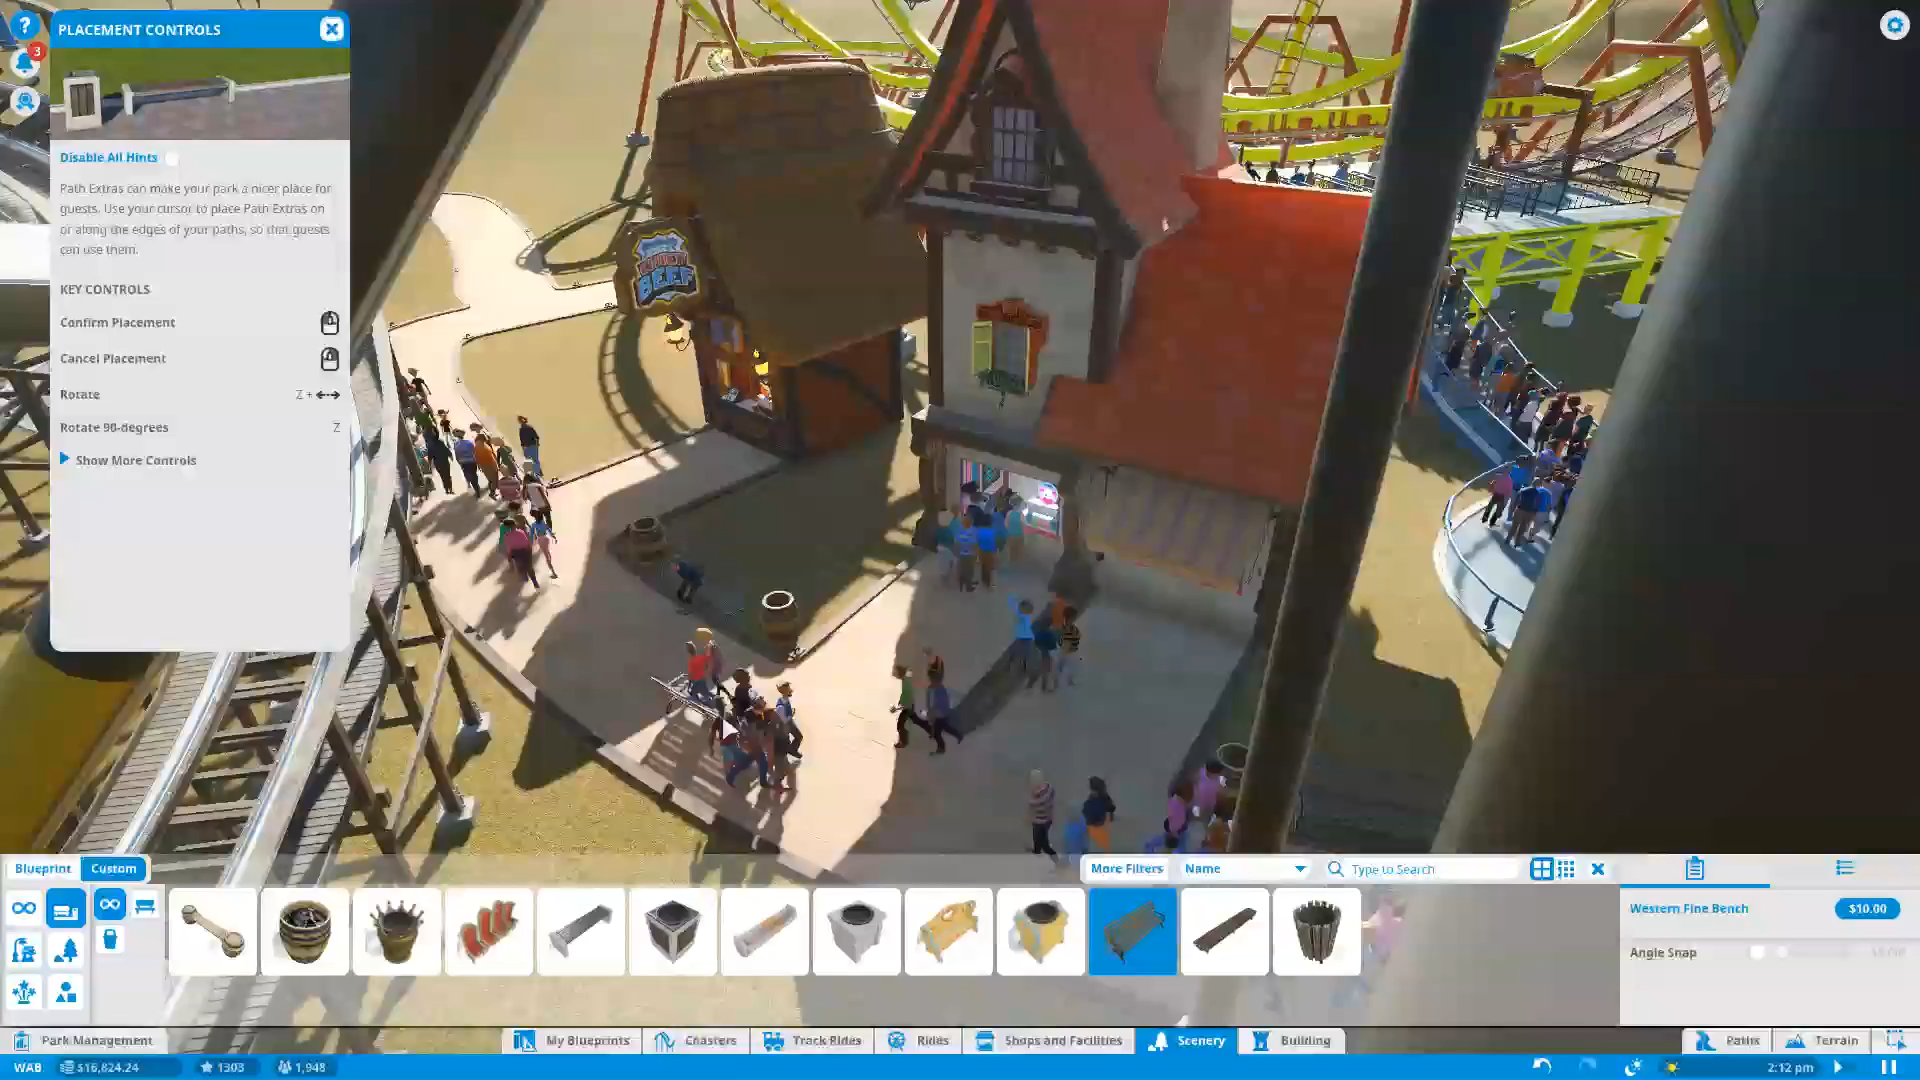 PLACEMENT CONTROLS
3
Disable All Hints
Path Extras can make your park a nicer place for
guests. Use your cursor to place Path Extras on
or along the edges of your paths, so that guests
can use them.
KEY CONTROLS
Confirm Placement
Cancel Placement
Rotate
Z +
Rotate 90-degrees
Z
Show More Controls
BEEF
Blueprint
Custom
More Filters
Name
Type to Search
Western Fine Bench
$10.00
Angle Snap
Park Management
My Blueprints
Coasters
Track Rides
Rides
Shops and Facilities
Scenery
Building
Paths
Terrain
WAB
$16,824.24
1303
1,948
2:12 pm